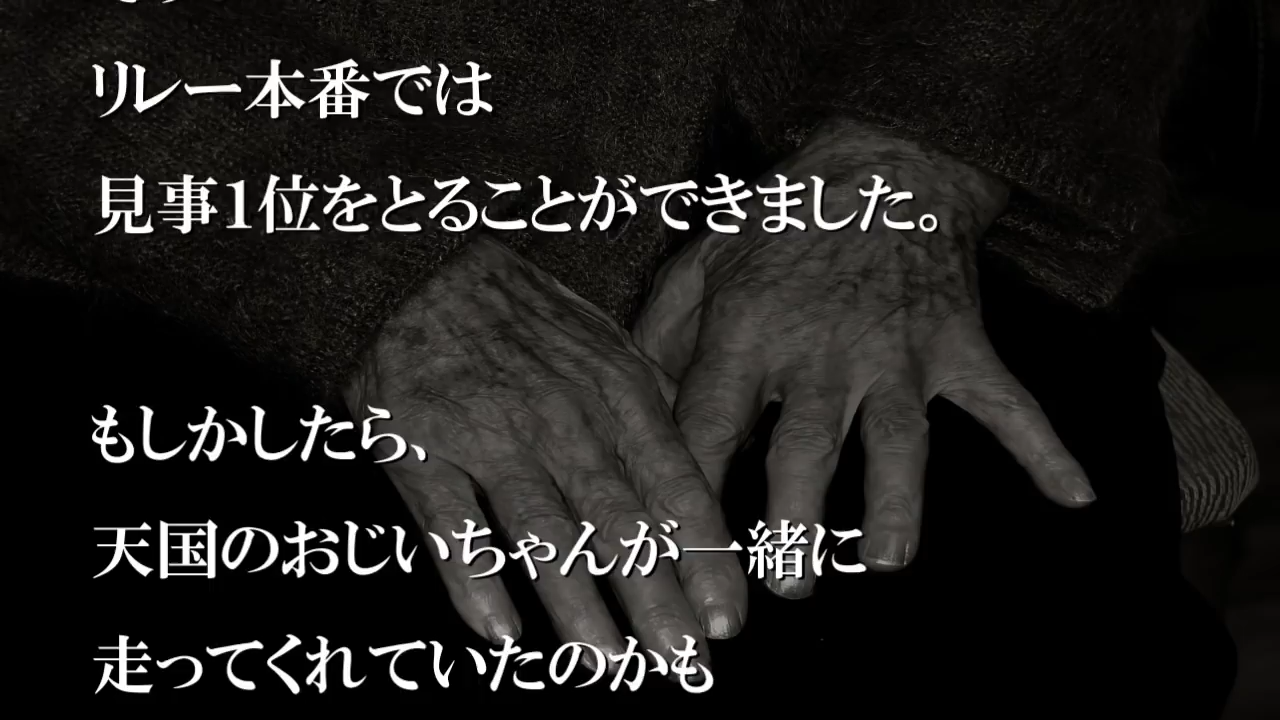 リレー本番では
見事1位をとることができました。
もしかしたら、
天国のおじいちゃんが一緒に
走ってくれていたのかも